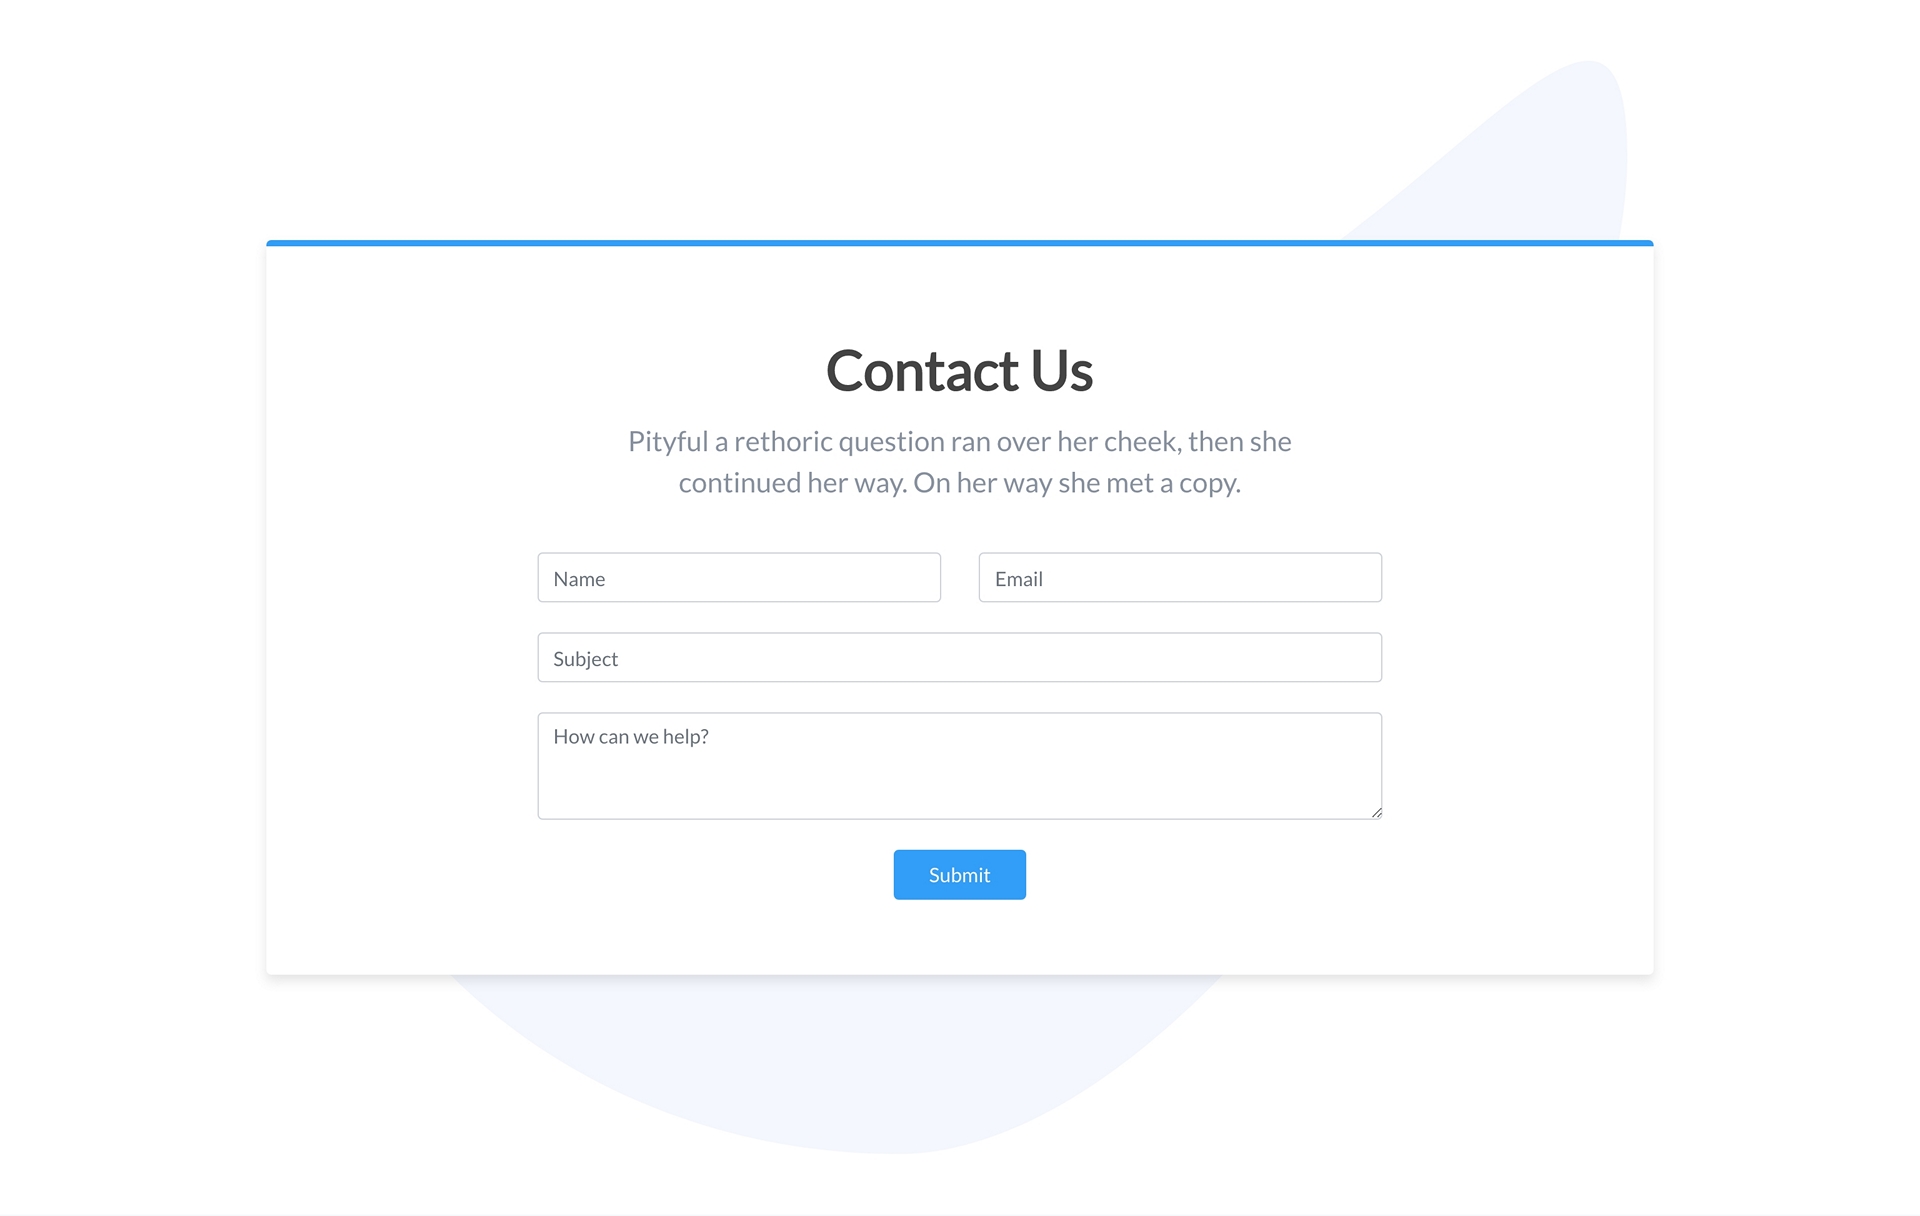 Contact Us
Pityful a rethoric question ran over her cheek, then she
continued her way. On her way she met a copy.
Name
Email
Subject
How can we help?
Submit